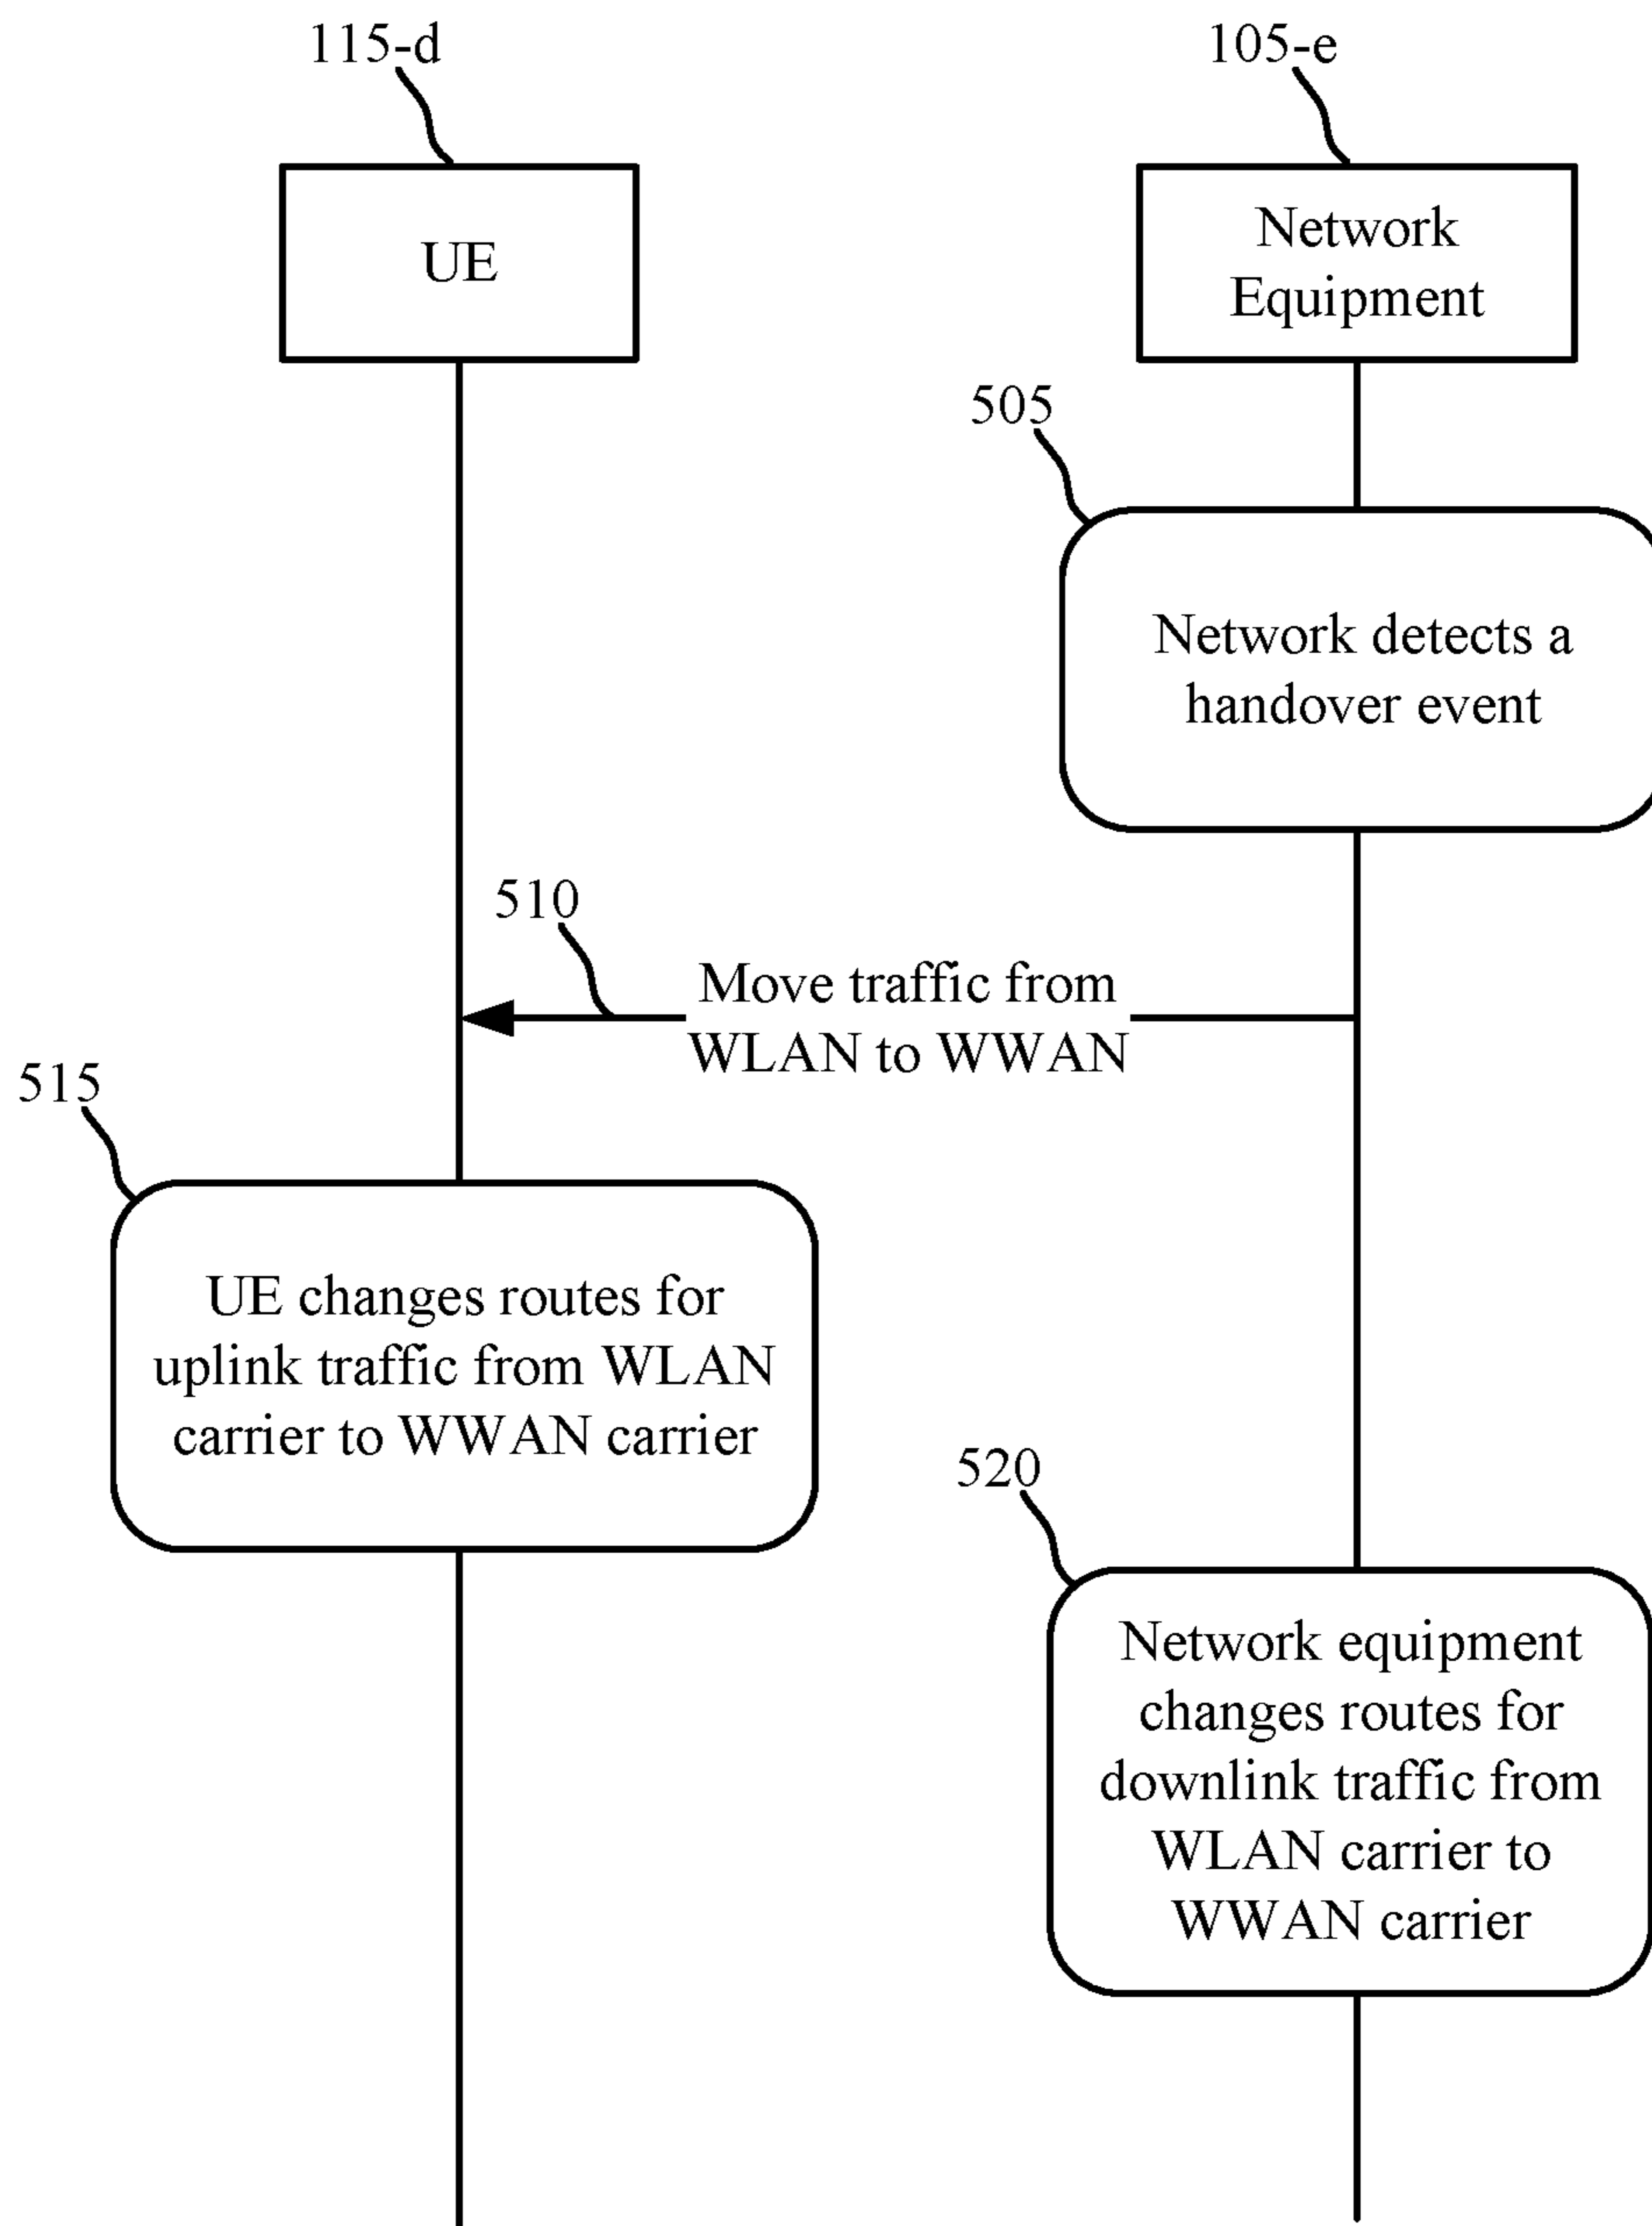 115-d
105-e
UE
Network
Equipment
505
Network detects a
handover event
510
Move traffic from
WLAN to WWAN
515
UE changes routes for
uplink traffic from WLAN
carrier to WWAN carrier
520
Network equipment
changes routes for
downlink traffic from
WLAN carrier to
WWAN carrier